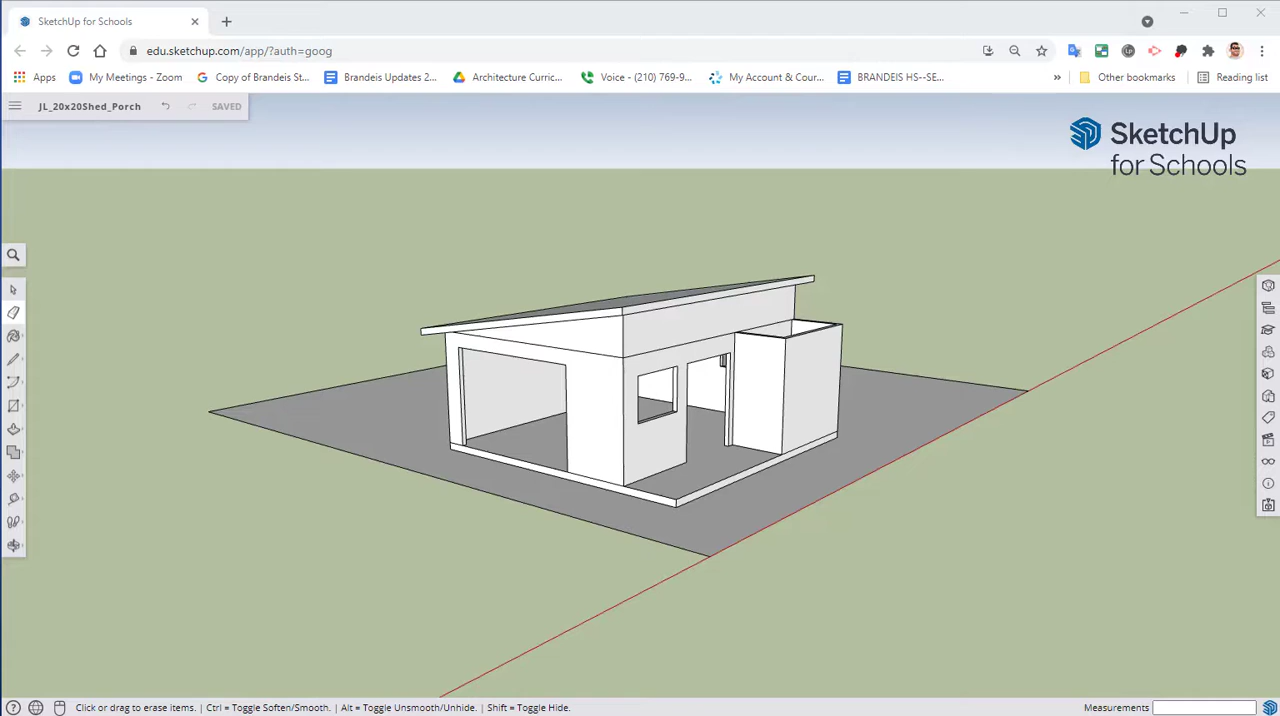 SketchUp for Schools
edu.sketchup.com/app/?auth=goog
Apps
My Meetings - Zoom
Copy of Brandeis St...
Brandeis Updates 2...
Architecture Curric...
Voice - (210) 769-9...
My Account & Cour...
BRANDEIS HS--SE...
»
Other bookmarks
Reading list
JL_20x20Shed_Porch
SAVED
SketchUp
for Schools
Click or drag to erase items. | Ctrl = Toggle Soften/Smooth. | Alt = Toggle Unsmooth/Unhide. | Shift = Toggle Hide.
Measurements